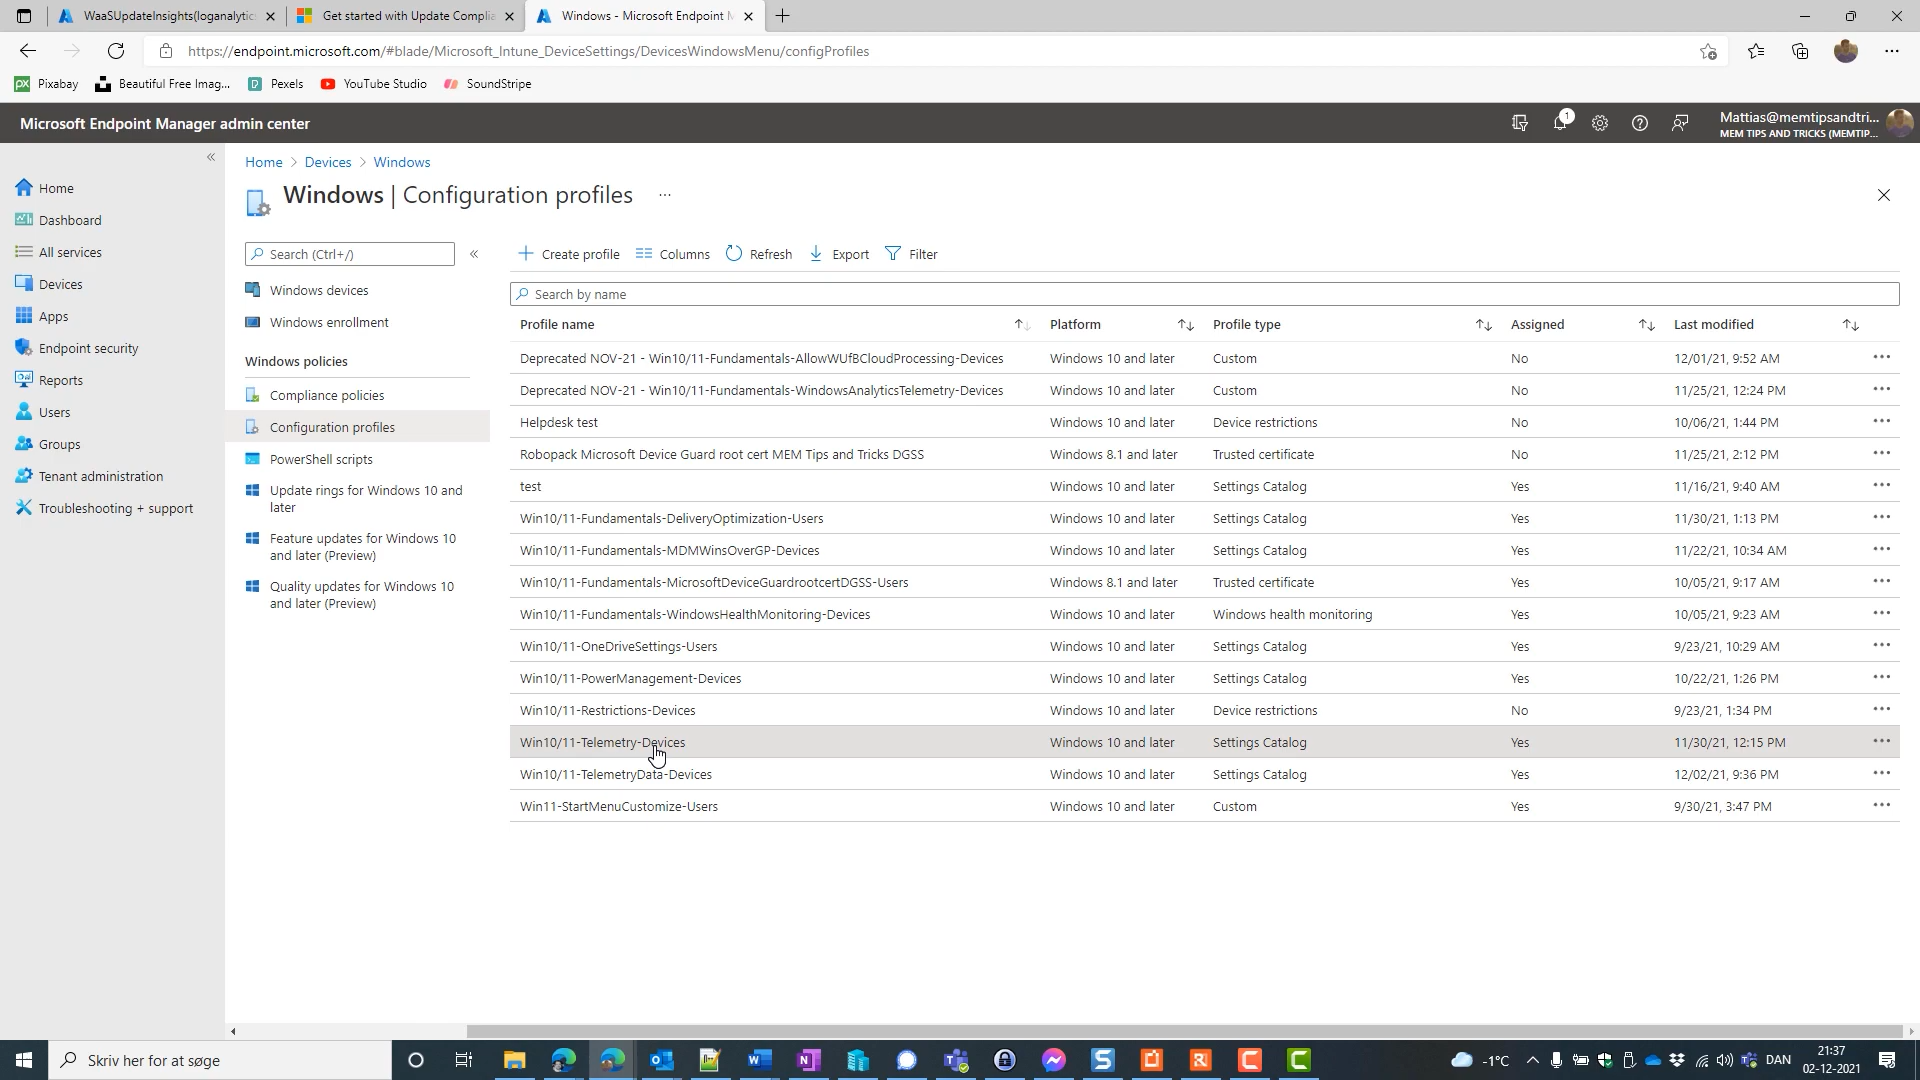 WaaSUpdateInsights(loganalytics
Get started with Update Complia
Windows - Microsoft Endpoint M
https://endpoint.microsoft.com/#blade/Microsoft_Intune_DeviceSettings/DevicesWindowsMenu/configProfiles
Pixabay
Beautiful Free Imag...
Pexels
YouTube Studio
SoundStripe
Microsoft Endpoint Manager admin center
1
Mattias@memtipsandtri...
MEM TIPS AND TRICKS (MEMTIP...
Home
Dashboard
All services
Devices
Apps
Endpoint security
Reports
Users
Groups
Tenant administration
Troubleshooting + support
Home > Devices > Windows
Windows | Configuration profiles ...
Search (Ctrl+/)
Windows devices
Windows enrollment
Windows policies
Compliance policies
Configuration profiles
PowerShell scripts
Update rings for Windows 10 and
later
Feature updates for Windows 10
and later (Preview)
Quality updates for Windows 10
and later (Preview)
Create profile Columns Refresh Export Filter
Search by name
Profile name Platform Profile type Assigned Last modified
Deprecated NOV-21 - Win10/11-Fundamentals-AllowWUfBCloudProcessing-Devices Windows 10 and later Custom No 12/01/21, 9:52 AM
Deprecated NOV-21 - Win10/11-Fundamentals-WindowsAnalyticsTelemetry-Devices Windows 10 and later Custom No 11/25/21, 12:24 PM
Helpdesk test Windows 10 and later Device restrictions No 10/06/21, 1:44 PM
Robopack Microsoft Device Guard root cert MEM Tips and Tricks DGSS Windows 8.1 and later Trusted certificate No 11/25/21, 2:12 PM
test Windows 10 and later Settings Catalog Yes 11/16/21, 9:40 AM
Win10/11-Fundamentals-DeliveryOptimization-Users Windows 10 and later Settings Catalog Yes 11/30/21, 1:13 PM
Win10/11-Fundamentals-MDMWinsOverGP-Devices Windows 10 and later Settings Catalog Yes 11/22/21, 10:34 AM
Win10/11-Fundamentals-MicrosoftDeviceGuardrootcertDGSS-Users Windows 8.1 and later Trusted certificate Yes 10/05/21, 9:17 AM
Win10/11-Fundamentals-WindowsHealthMonitoring-Devices Windows 10 and later Windows health monitoring Yes 10/05/21, 9:23 AM
Win10/11-OneDriveSettings-Users Windows 10 and later Settings Catalog Yes 9/23/21, 10:29 AM
Win10/11-PowerManagement-Devices Windows 10 and later Settings Catalog Yes 10/22/21, 1:26 PM
Win10/11-Restrictions-Devices Windows 10 and later Device restrictions No 9/23/21, 1:34 PM
Win10/11-Telemetry-Devices Windows 10 and later Settings Catalog Yes 11/30/21, 12:15 PM
Win10/11-TelemetryData-Devices Windows 10 and later Settings Catalog Yes 12/02/21, 9:36 PM
Win11-StartMenuCustomize-Users Windows 10 and later Custom Yes 9/30/21, 3:47 PM
Skriv her for at søge
-1°C
DAN
21:37
02-12-2021